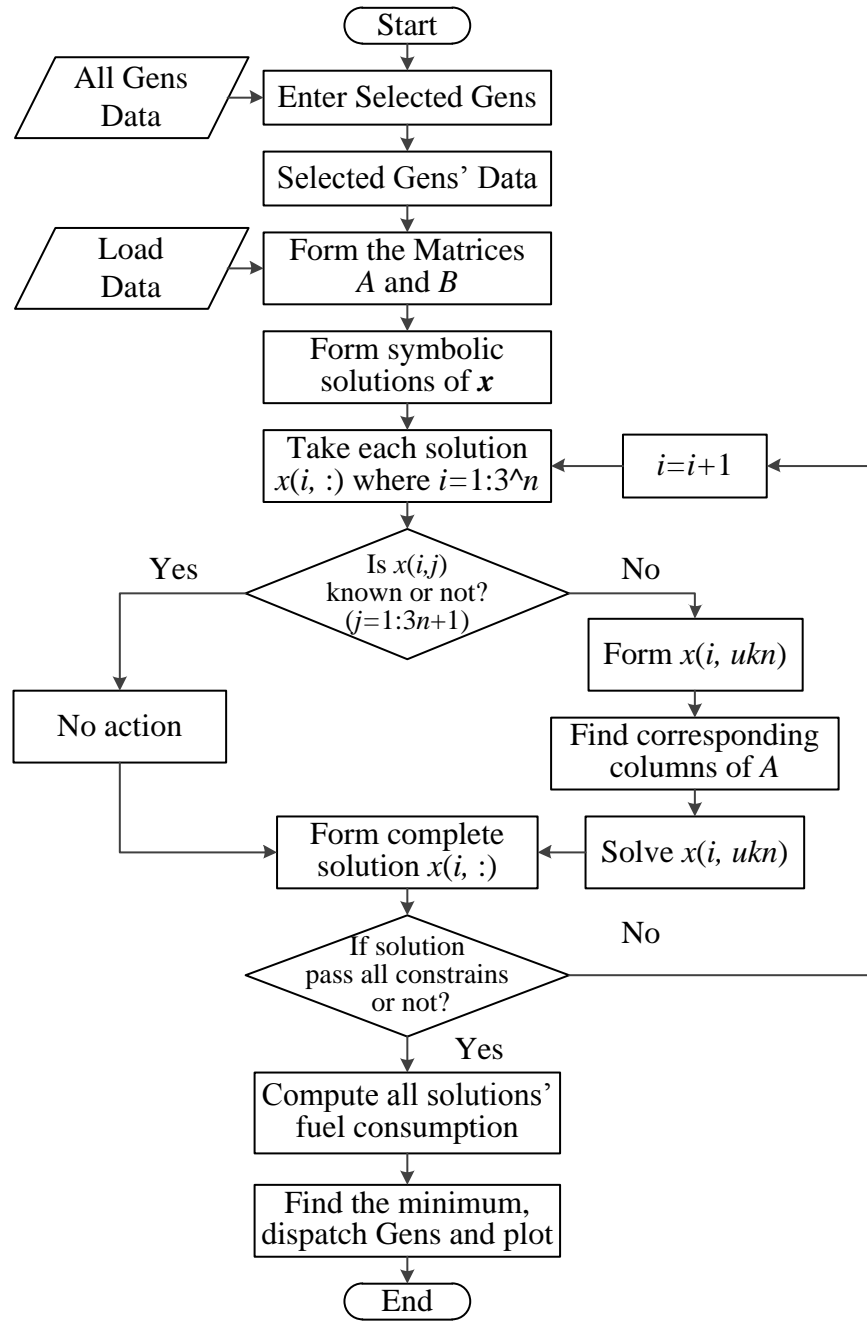 Start
All Gens
Data
Enter Selected Gens
Selected Gens’ Data
Load
Data
Form the Matrices
A and B
Form symbolic
solutions of x
Take each solution
x(i, :) where i=1:3^n
i=i+1
Yes
Is x(i,j)
known or not?
(j=1:3n+1)
No
Form x(i, ukn)
No action
Find corresponding
columns of A
Form complete
solution x(i, :)
Solve x(i, ukn)
If solution
pass all constrains
or not?
No
Yes
Compute all solutions’
fuel consumption
Find the minimum,
dispatch Gens and plot
End